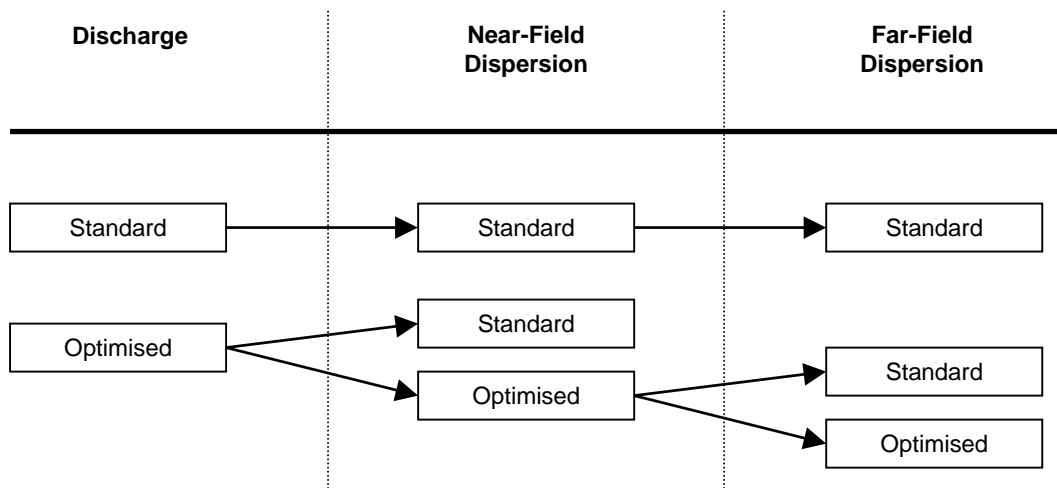 Discharge
Near-Field
Dispersion
Far-Field
Dispersion
Standard
Standard
Standard
Optimised
Standard
Optimised
Standard
Optimised